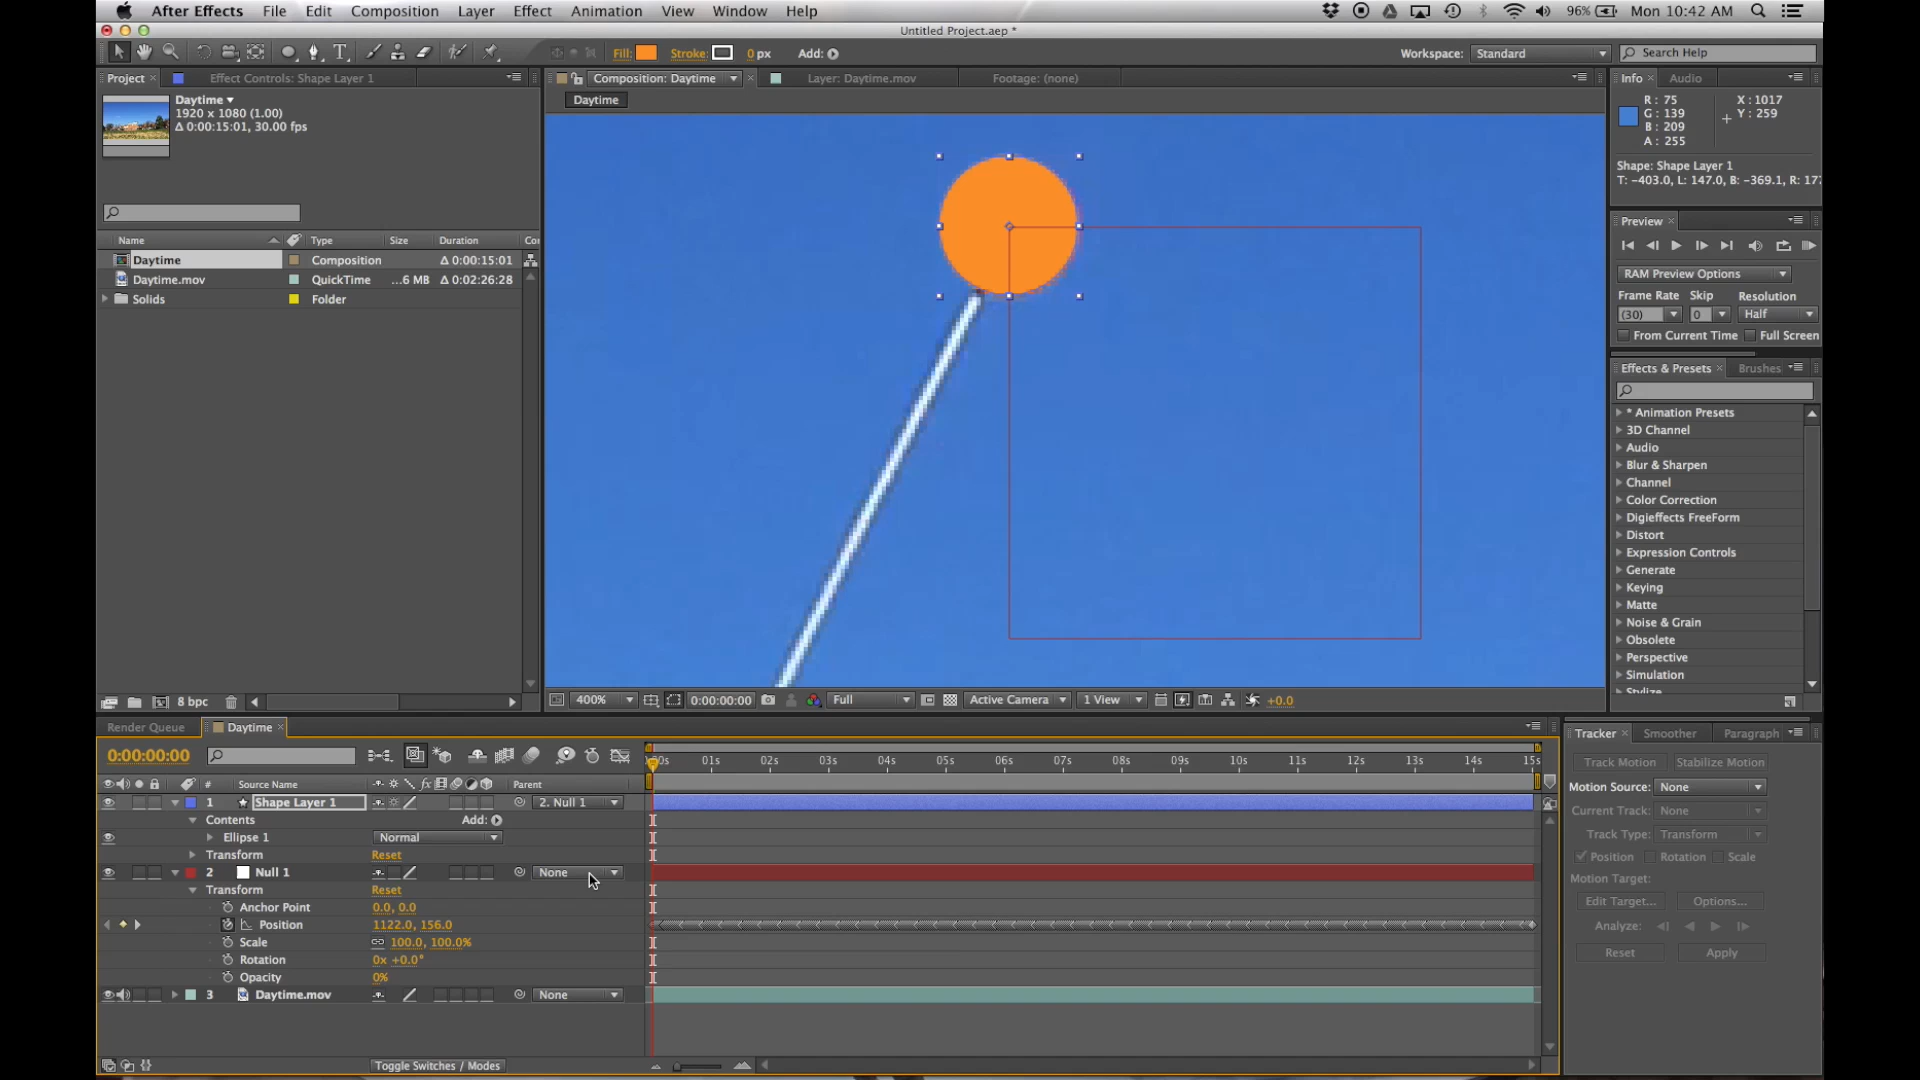 After Effects File Edit Composition Layer Effect Animation View Window Help 96% Mon 10:42 AM
Untitled Project.aep *
Fill: Stroke: 0 px Add: Workspace: Standard Search Help
Project Effect Controls: Shape Layer 1 Composition: Daytime Layer: Daytime.mov Footage: (none) Info Audio
Daytime
Daytime
1920 x 1080 (1.00)
Δ 0:00:15:01, 30.00 fps
R : 75 X : 1017
G : 139 Y : 259
B : 209
A : 255
Shape: Shape Layer 1
T: -403.0, L: 147.0, B: -369.1, R: 177
Preview
Name Type Size Duration Co
Daytime Composition Δ 0:00:15:01
Daytime.mov QuickTime ...6 MB Δ 0:02:26:28
Solids Folder
RAM Preview Options
Frame Rate Skip Resolution
(30) 0 Half
From Current Time Full Screen
Effects & Presets Brushes
* Animation Presets
3D Channel
Audio
Blur & Sharpen
Channel
Color Correction
Digieffects FreeForm
Distort
Expression Controls
Generate
Keying
Matte
Noise & Grain
Obsolete
Perspective
Simulation
Stylize
8 bpc 400% 0:00:00:00 Full Active Camera 1 View +0.0
Render Queue Daytime Tracker Smoother Paragraph
0:00:00:00 01s 02s 03s 04s 05s 06s 07s 08s 09s 10s 11s 12s 13s 14s 15s
Track Motion Stabilize Motion
# Source Name fx Parent
Motion Source: None
1 Shape Layer 1 2. Null 1
Current Track: None
Contents Add:
Track Type: Transform
Ellipse 1 Normal
Position Rotation Scale
Transform Reset
Motion Target:
2 Null 1 None
Transform Reset
Edit Target... Options...
Anchor Point 0.0, 0.0
Position 1122.0, 156.0
Analyze:
Scale 100.0, 100.0%
Reset Apply
Rotation 0x +0.0°
Opacity 0%
3 Daytime.mov None
Toggle Switches / Modes